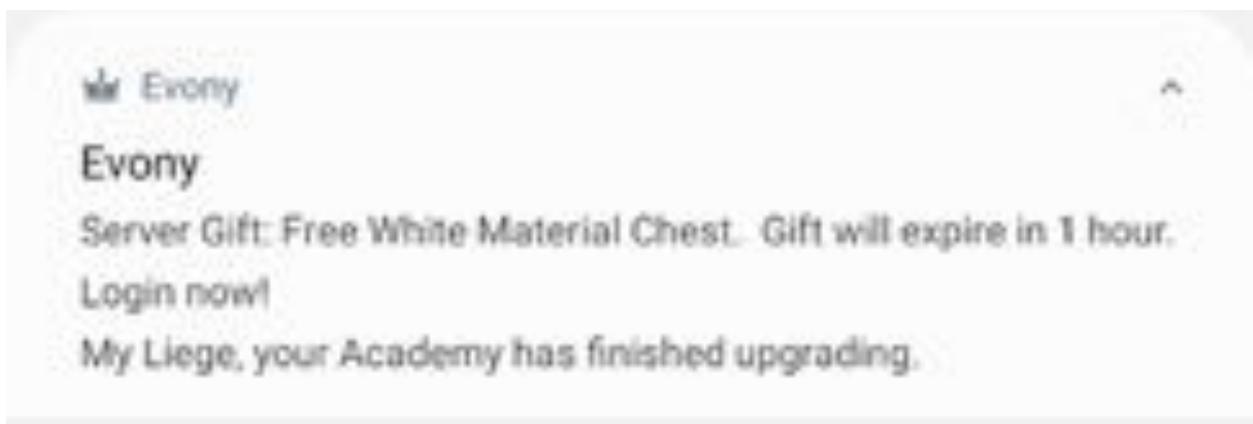 Evony
Evony
Server Gift: Free White Material Chest.  Gift will expire in 1 hour.
Login now!
My Liege, your Academy has finished upgrading.